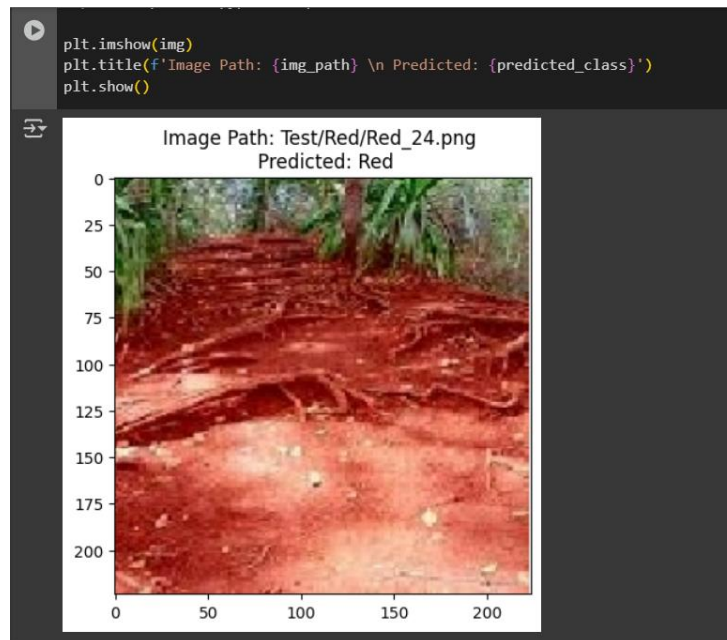 plt.imshow(img)
plt.title(f'Image Path: {img_path} \n Predicted: {predicted_class}')
plt.show()
Image Path: Test/Red/Red_24.png
Predicted: Red
0
25
50
75
100
125
150
175
200
0 50 100 150 200